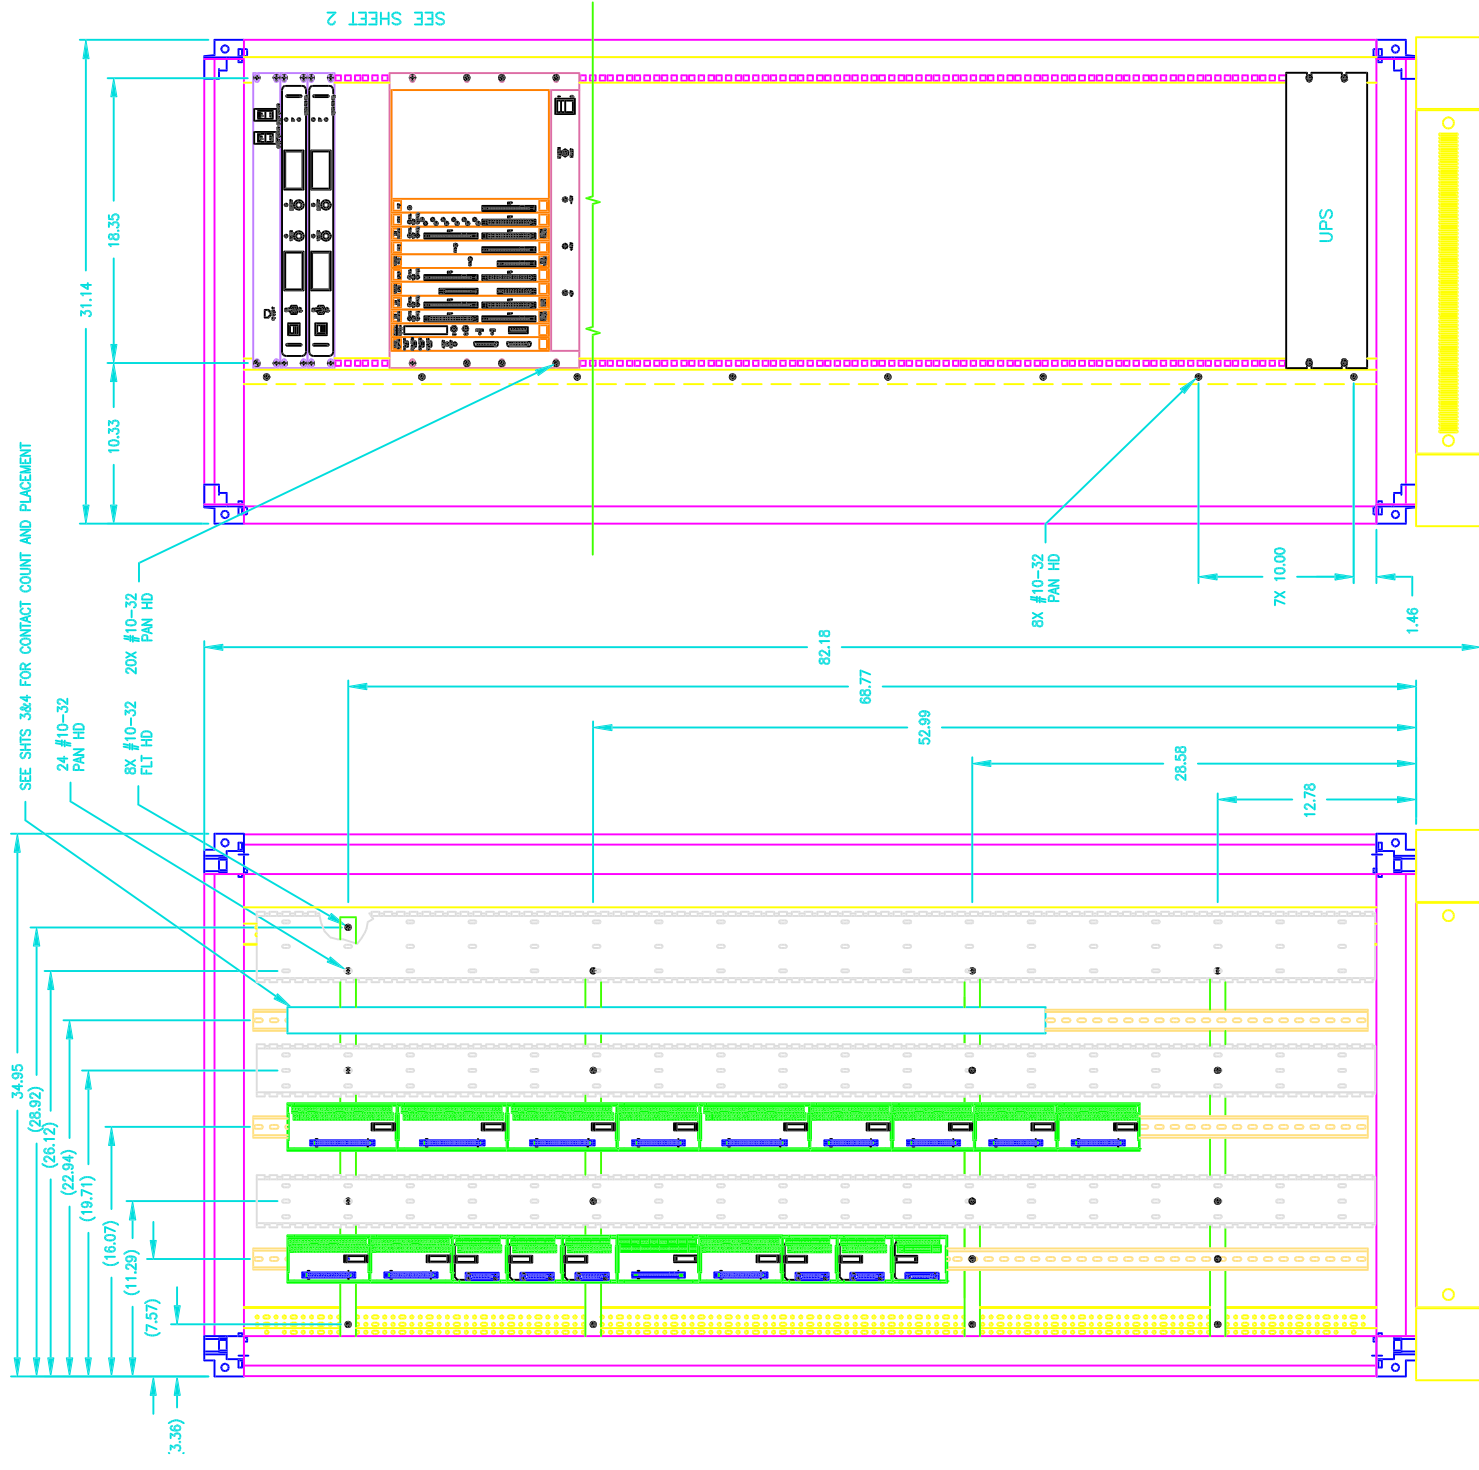 SEE SHEET 2
31.14
18.35
10.33
UPS
SEE SHTS 3&4 FOR CONTACT COUNT AND PLACEMENT
24 #10-32
PAN HD
8X #10-32
FLT HD
20X #10-32
PAN HD
8X #10-32
PAN HD
7X 10.00
1.46
82.18
68.77
52.99
28.58
12.78
34.95
(28.92)
(26.12)
(22.94)
(19.71)
(16.07)
(11.29)
(7.57)
3.36)